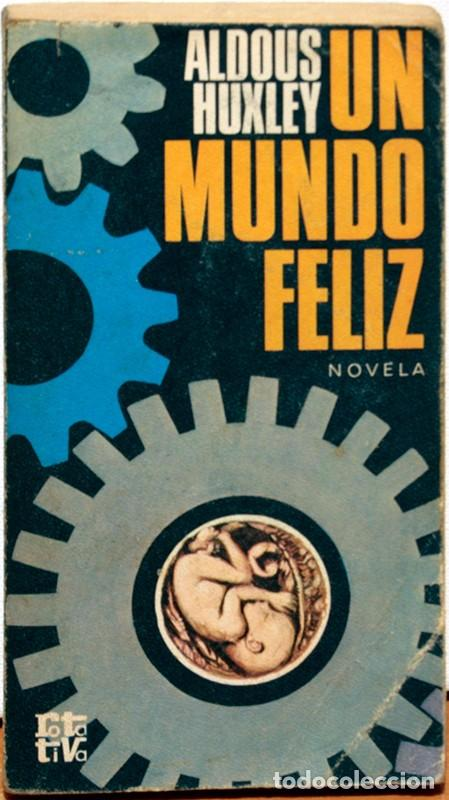 ALDOUS
HUXLEY
UN
MUNDO
FELIZ
NOVELA
rota
tiva
todocoleccion